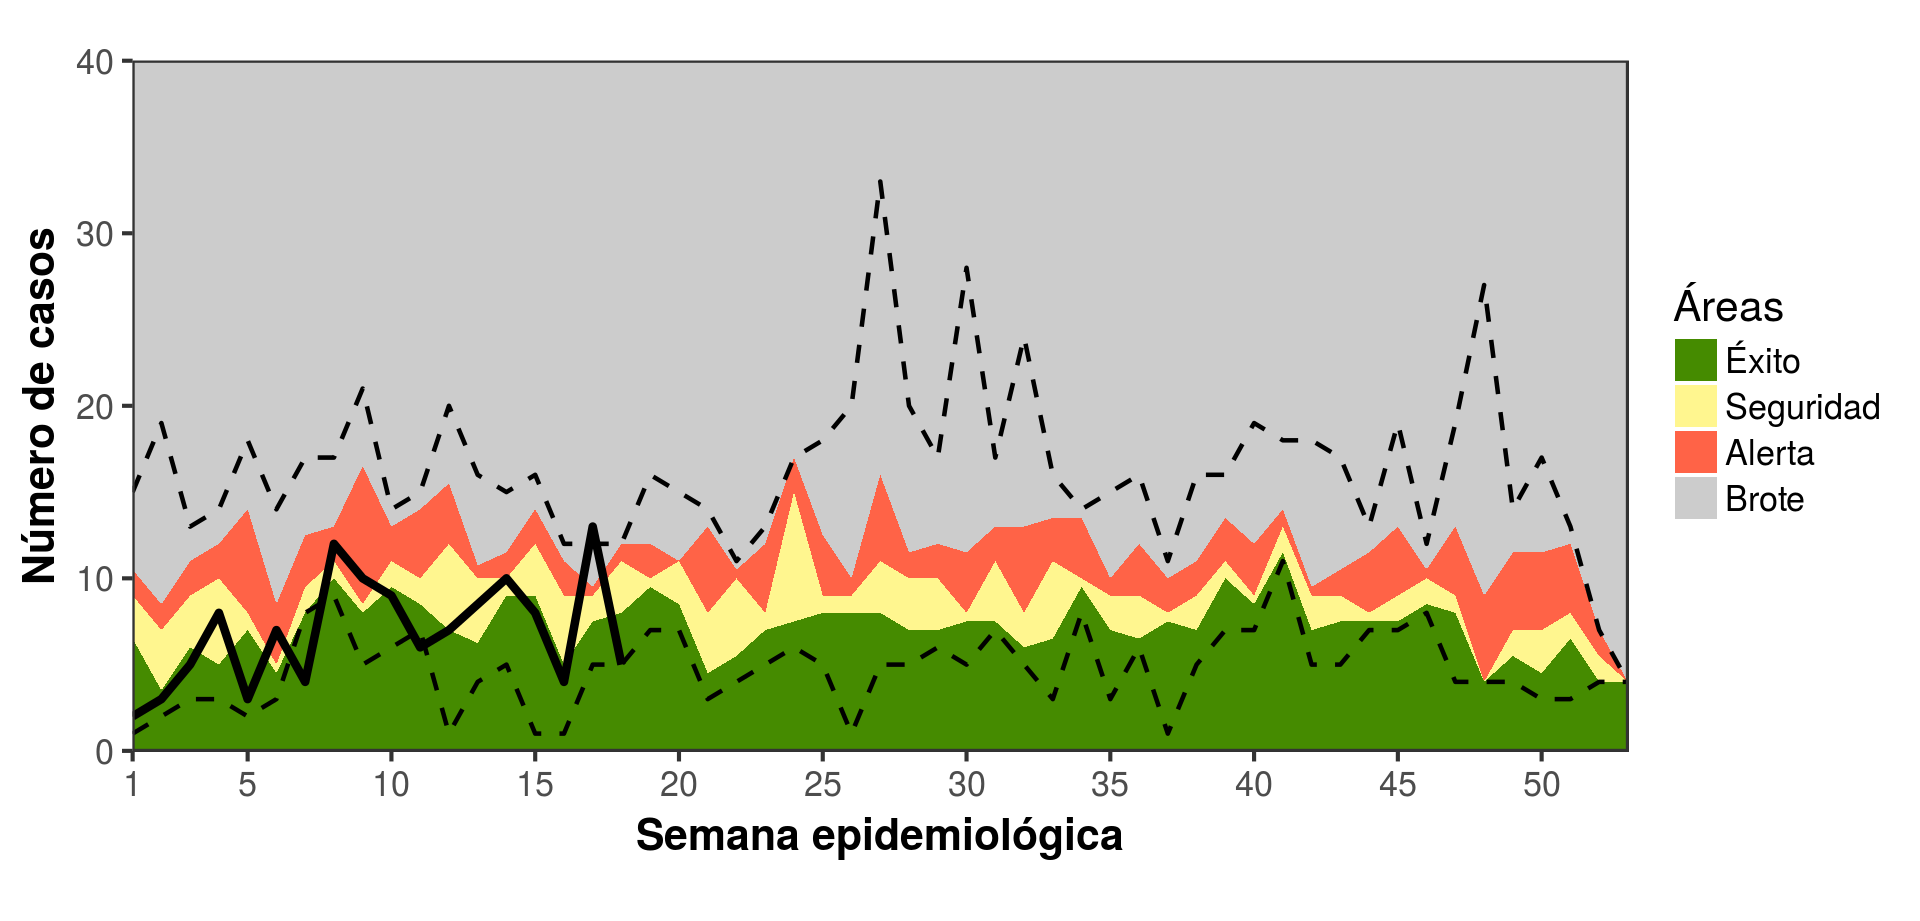 Número de casos
40
30
20
10
0
1 5 10 15 20 25 30 35 40 45 50
Semana epidemiológica
Áreas
Éxito
Seguridad
Alerta
Brote